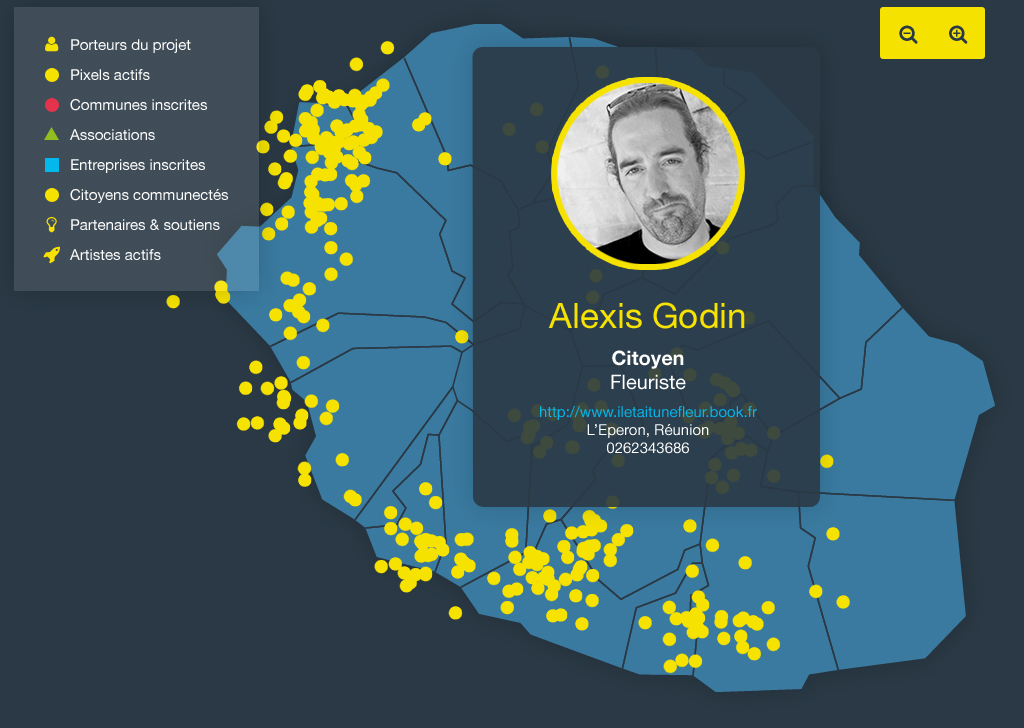 Porteurs du projet
Pixels actifs
Communes inscrites
Associations
Entreprises inscrites
Citoyens communectés
Partenaires & soutiens
Artistes actifs
Alexis Godin
Citoyen
Fleuriste
http://www.iletaitunefleur.book.fr
L'Eperon, Réunion
0262343686